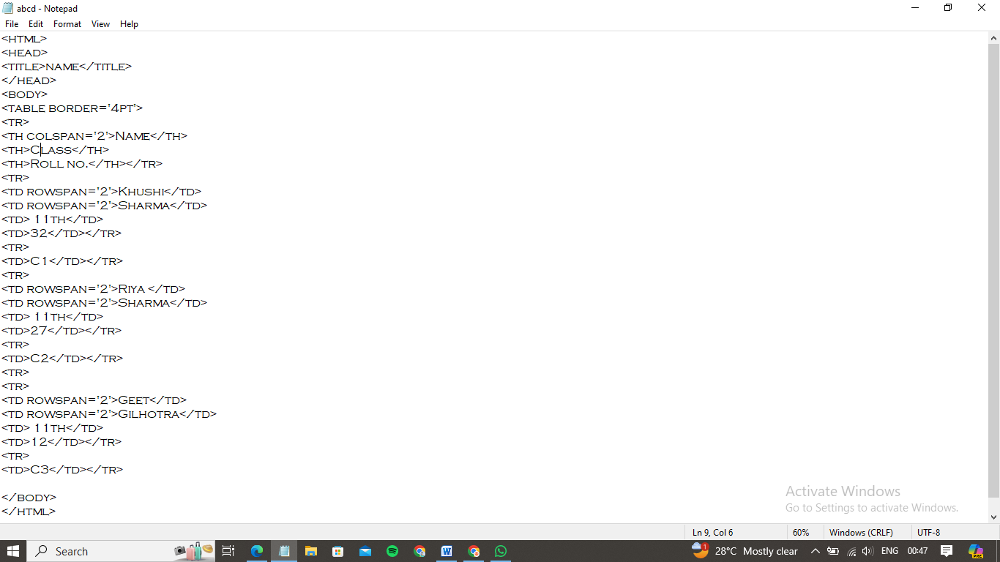 abcd - Notepad
File Edit Format View Help
<HTML>
<HEAD>
<TITLE>NAME</TITLE>
</HEAD>
<BODY>
<TABLE BORDER='4PT'>
<TR>
<TH COLSPAN='2'>NAME</TH>
<TH>CLASS</TH>
<TH>ROLL NO.</TH></TR>
<TR>
<TD ROWSPAN='2'>KHUSHI</TD>
<TD ROWSPAN='2'>SHARMA</TD>
<TD> 11TH</TD>
<TD>32</TD></TR>
<TR>
<TD>C1</TD></TR>
<TR>
<TD ROWSPAN='2'>RIYA </TD>
<TD ROWSPAN='2'>SHARMA</TD>
<TD> 11TH</TD>
<TD>27</TD></TR>
<TR>
<TD>C2</TD></TR>
<TR>
<TR>
<TD ROWSPAN='2'>GEET</TD>
<TD ROWSPAN='2'>GILHOTRA</TD>
<TD> 11TH</TD>
<TD>12</TD></TR>
<TR>
<TD>C3</TD></TR>
</BODY>
</HTML>
Activate Windows
Go to Settings to activate Windows.
Ln 9, Col 6 60% Windows (CRLF) UTF-8
Search 1 28°C Mostly clear ENG 00:47 PRE